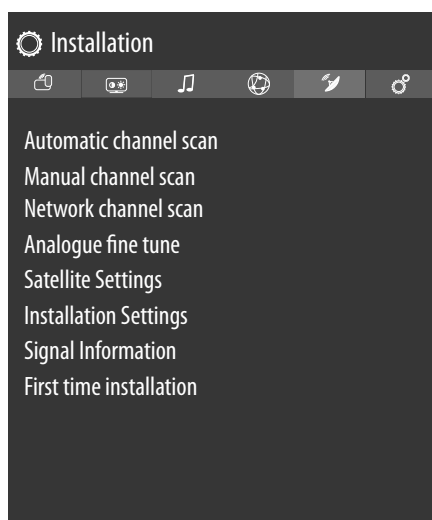 Installation
Automatic channel scan
Manual channel scan
Network channel scan
Analogue fine tune
Satellite Settings
Installation Settings
Signal Information
First time installation